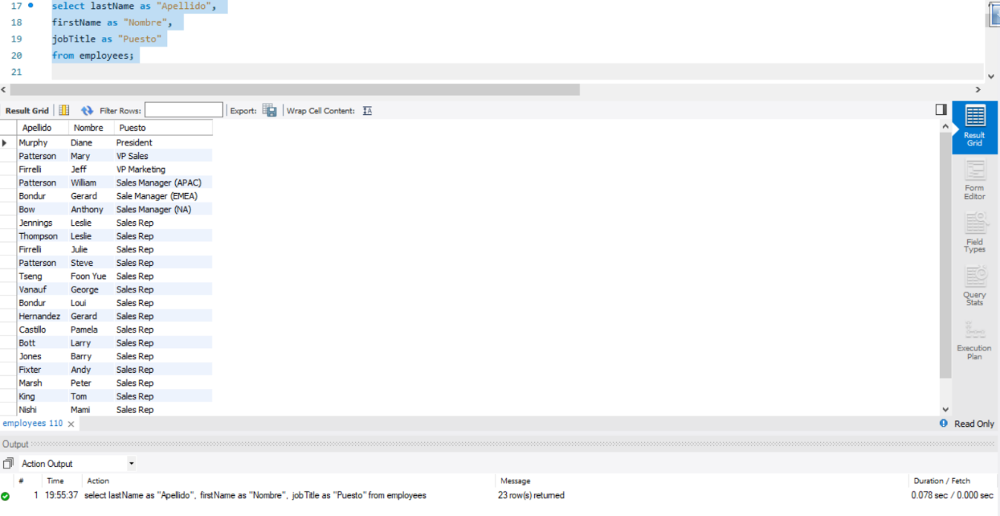 17 select lastName as "Apellido",
18 firstName as "Nombre",
19 jobTitle as "Puesto"
20 from employees;
21
Result Grid Filter Rows: Export: Wrap Cell Content:
Apellido Nombre Puesto
Murphy Diane President
Patterson Mary VP Sales
Firrelli Jeff VP Marketing
Patterson William Sales Manager (APAC)
Bondur Gerard Sale Manager (EMEA)
Bow Anthony Sales Manager (NA)
Jennings Leslie Sales Rep
Thompson Leslie Sales Rep
Firrelli Julie Sales Rep
Patterson Steve Sales Rep
Tseng Foon Yue Sales Rep
Vanauf George Sales Rep
Bondur Loui Sales Rep
Hernandez Gerard Sales Rep
Castillo Pamela Sales Rep
Bott Larry Sales Rep
Jones Barry Sales Rep
Fixter Andy Sales Rep
Marsh Peter Sales Rep
King Tom Sales Rep
Nishi Mami Sales Rep
Result
Grid
Form
Editor
Field
Types
Query
Stats
Execution
Plan
employees 110 Read Only
Output
Action Output
# Time Action Message Duration / Fetch
1 19:55:37 select lastName as "Apellido", firstName as "Nombre", jobTitle as "Puesto" from employees 23 row(s) returned 0.078 sec / 0.000 sec